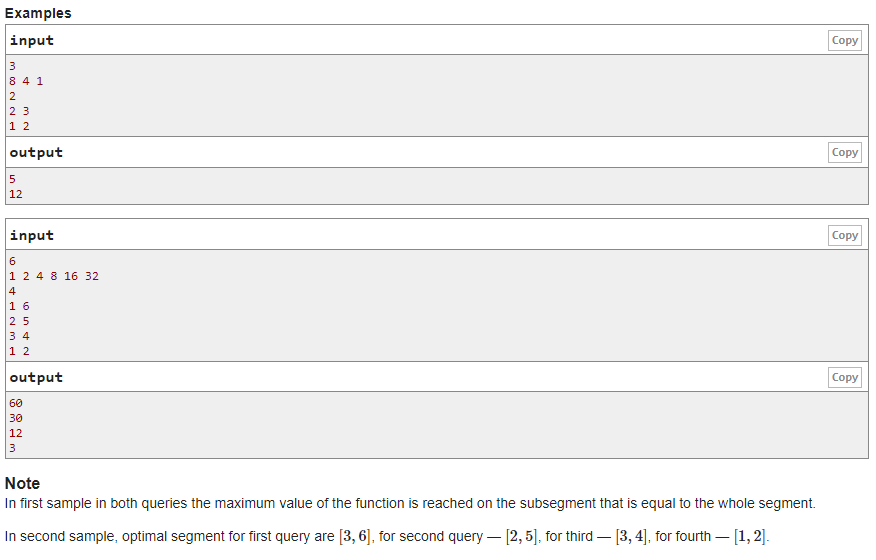 Examples
input
Copy
3
8 4 1
2
2 3
1 2
output
Copy
5
12
input
Copy
6
1 2 4 8 16 32
4
1 6
2 5
3 4
1 2
output
Copy
60
30
12
3
Note
In first sample in both queries the maximum value of the function is reached on the subsegment that is equal to the whole segment.
In second sample, optimal segment for first query are [3, 6], for second query — [2, 5], for third — [3, 4], for fourth — [1, 2].